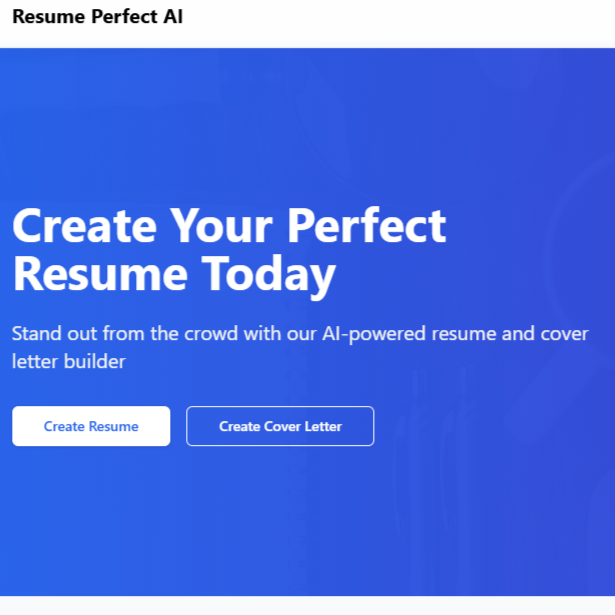 Resume Perfect AI
Create Your Perfect
Resume Today
Stand out from the crowd with our AI-powered resume and cover
letter builder
Create Resume
Create Cover Letter